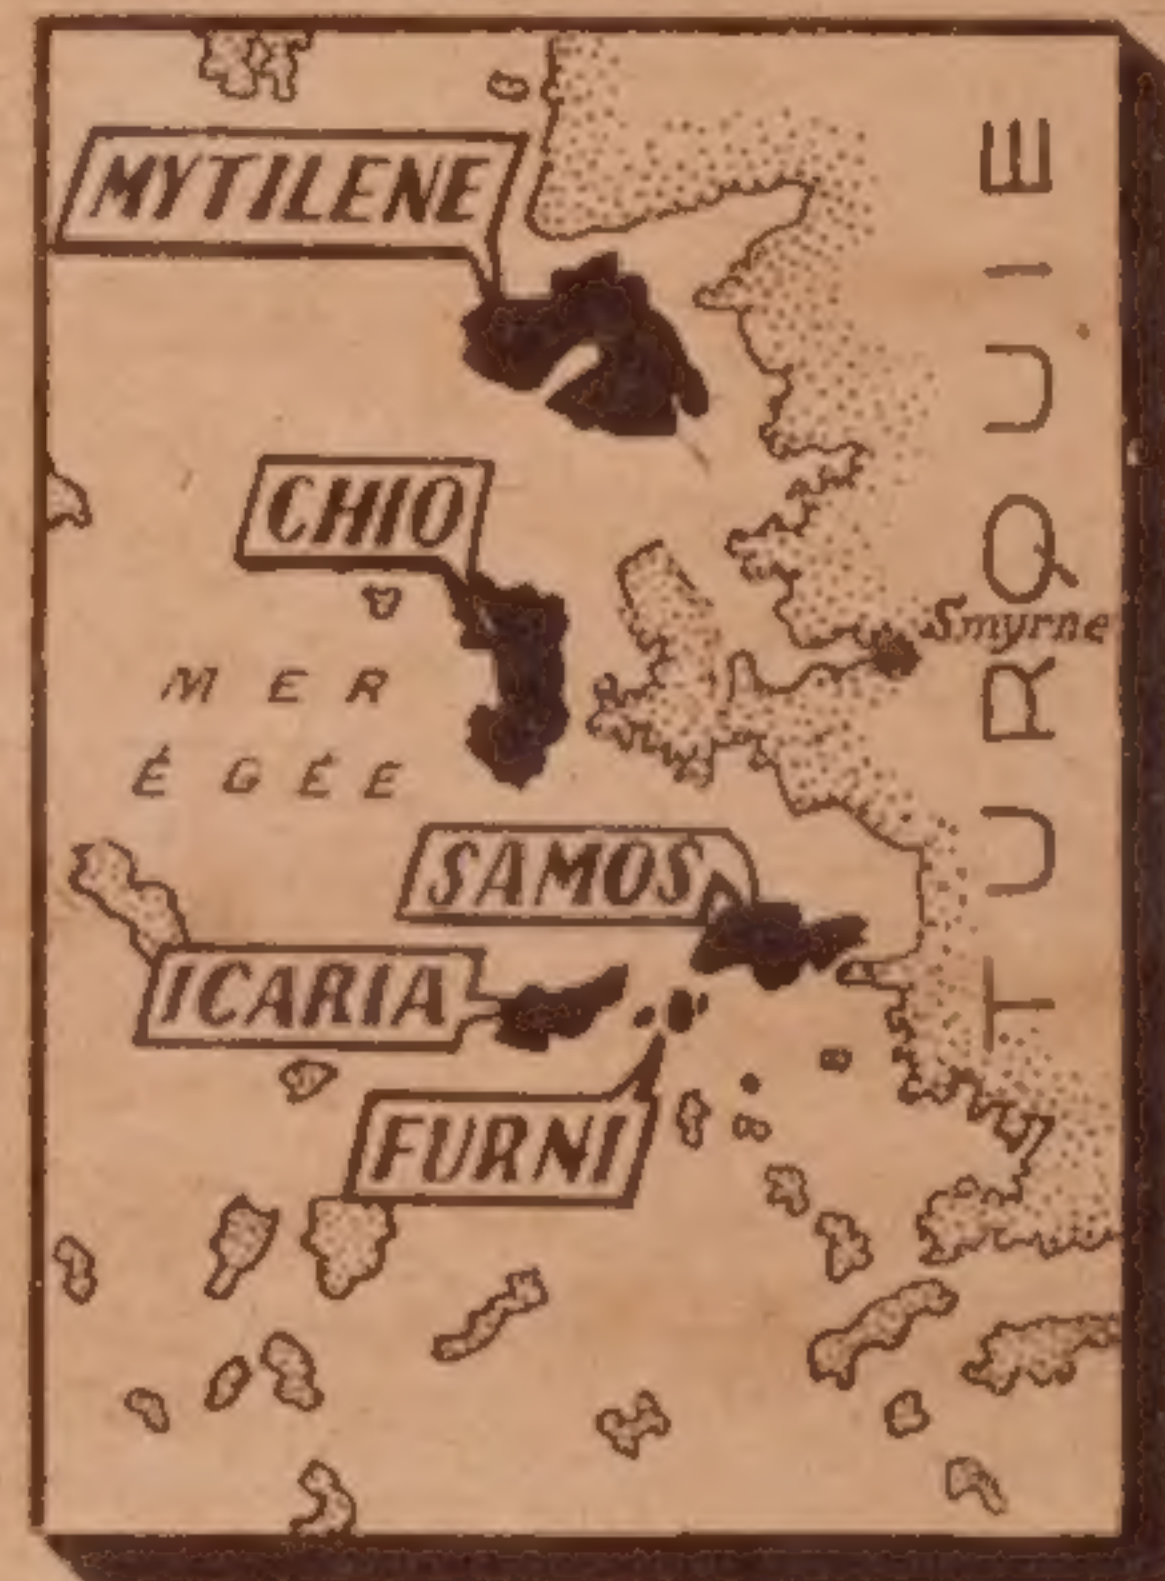 MYTILENE
CHIO
MER
ÉGÉE
SAMOS
ICARIA
FURNI
TURQUIE
Smyrne